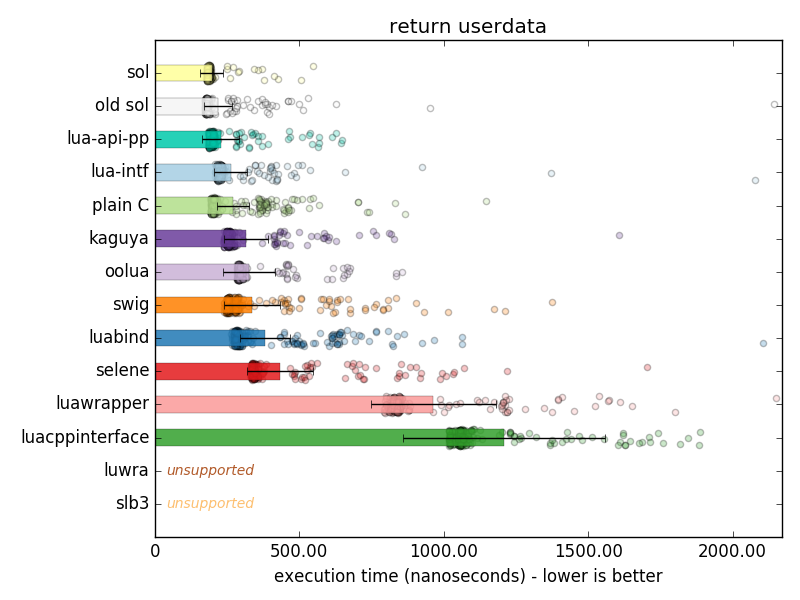 return userdata
sol
old sol
lua-api-pp
lua-intf
plain C
kaguya
oolua
swig
luabind
selene
luawrapper
luacppinterface
luwra unsupported
slb3 unsupported
0 500.00 1000.00 1500.00 2000.00
execution time (nanoseconds) - lower is better